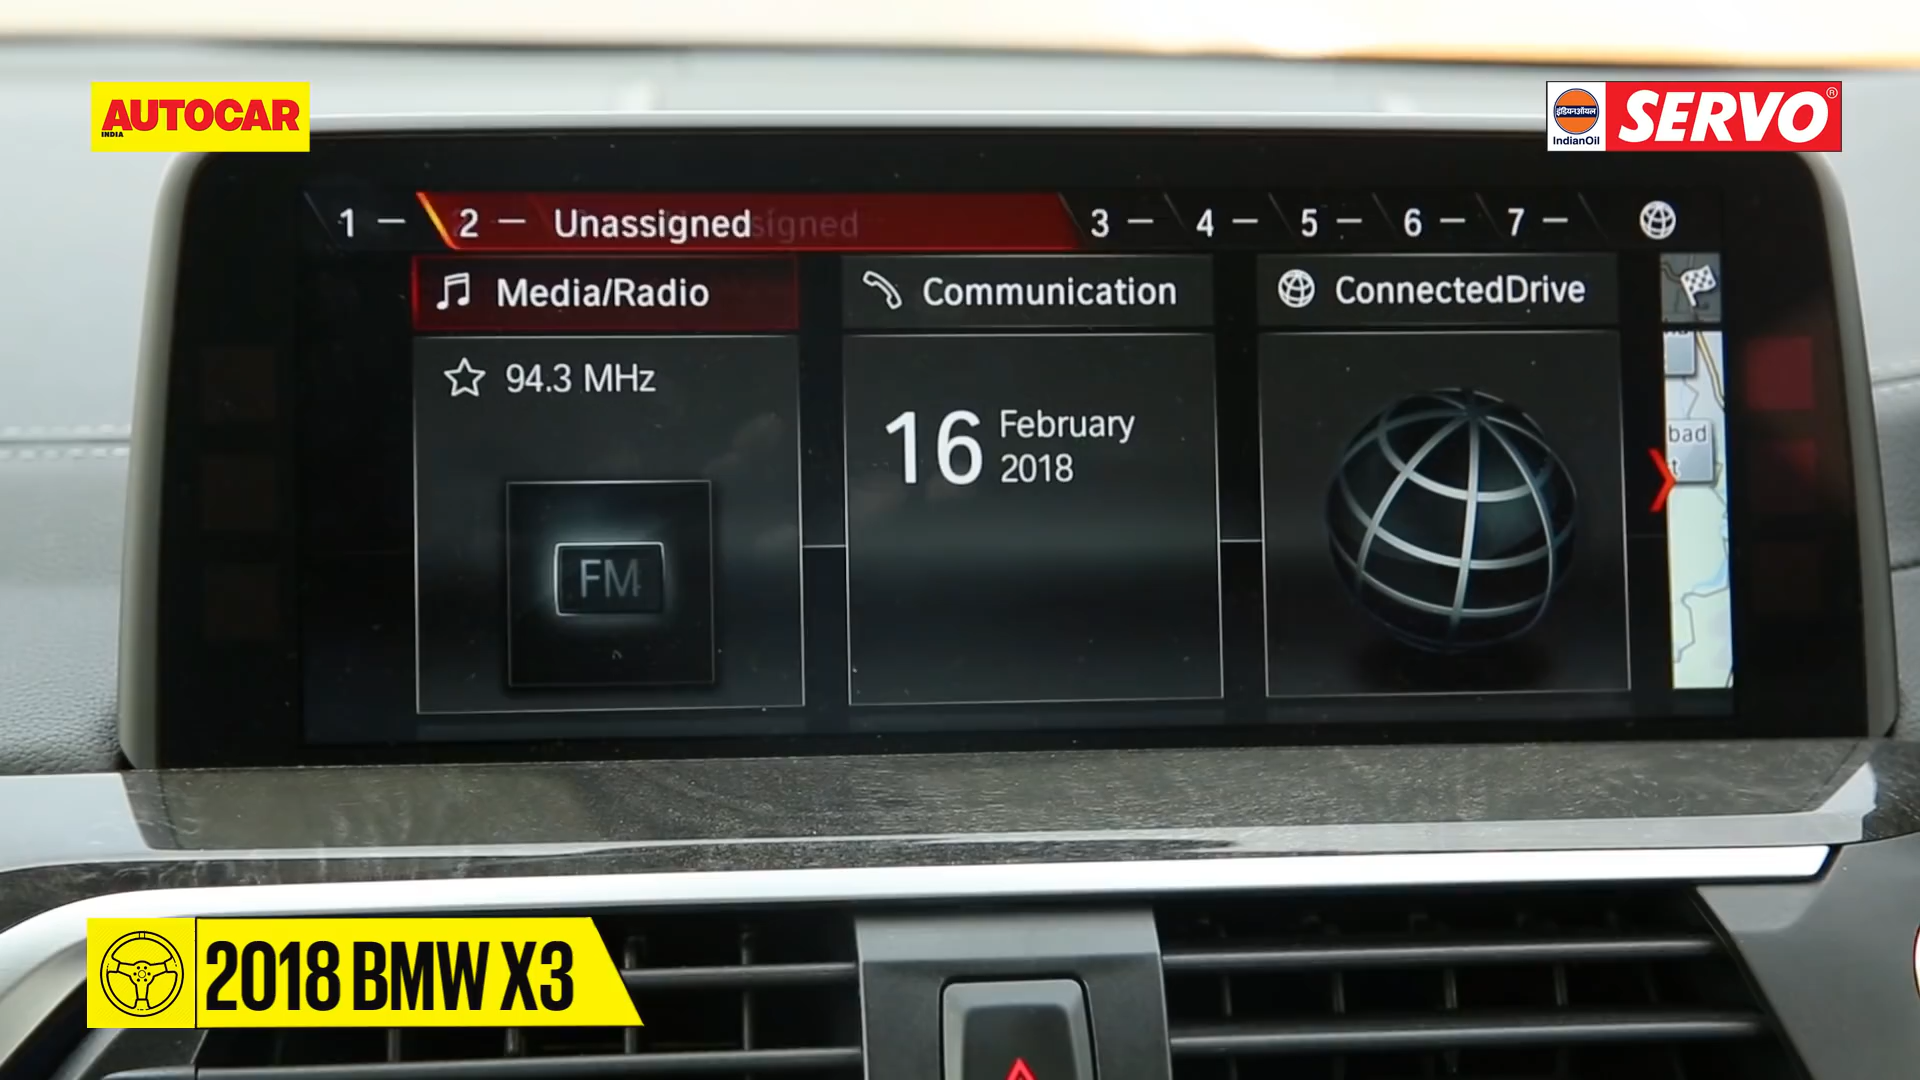 AUTOCAR
INDIA
इंडियनऑयल
IndianOil
SERVO®
1 — 2 — Unassigned 3 — 4 — 5 — 6 — 7 —
Media/Radio
94.3 MHz
FM
Communication
16 February
2018
ConnectedDrive
bad
2018 BMW X3